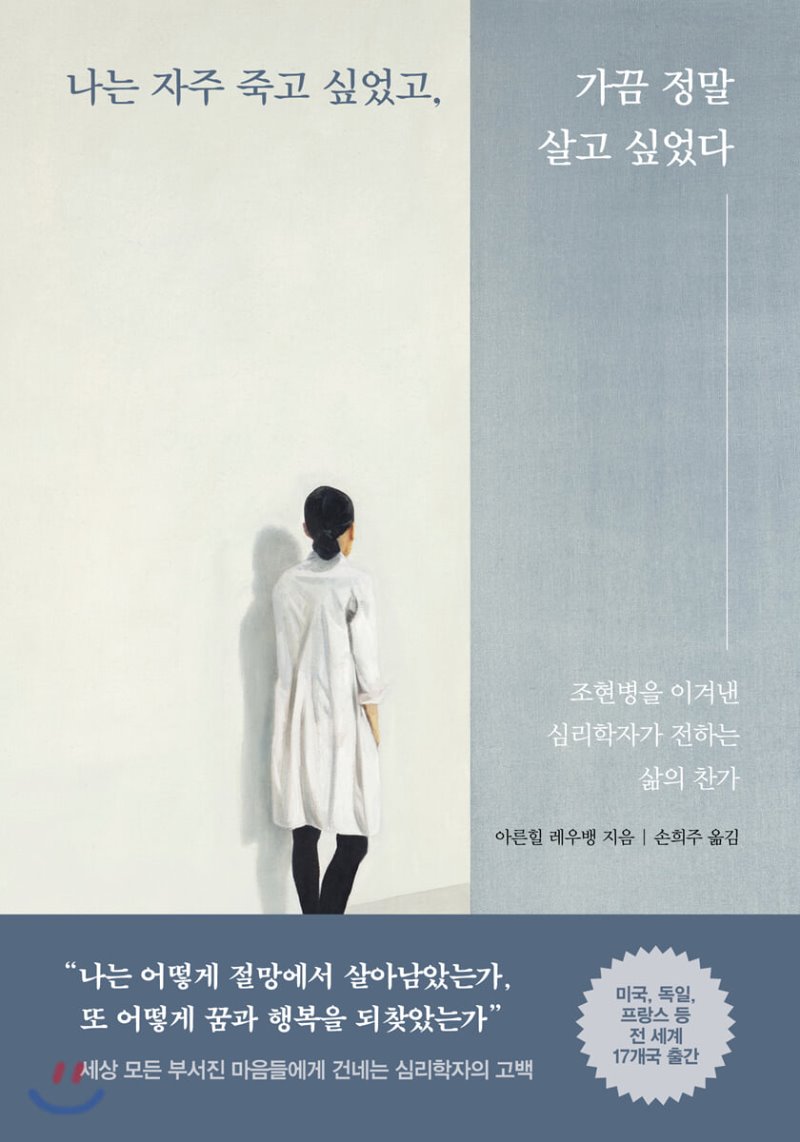 나는 자주 죽고 싶었고,
가끔 정말
살고 싶었다
조현병을 이겨낸
심리학자가 전하는
삶의 찬가
아른힐 레우뱅 지음 | 손희주 옮김
“나는 어떻게 절망에서 살아남았는가,
또 어떻게 꿈과 행복을 되찾았는가”
세상 모든 부서진 마음들에게 건네는 심리학자의 고백
미국, 독일,
프랑스 등
전 세계
17개국 출간